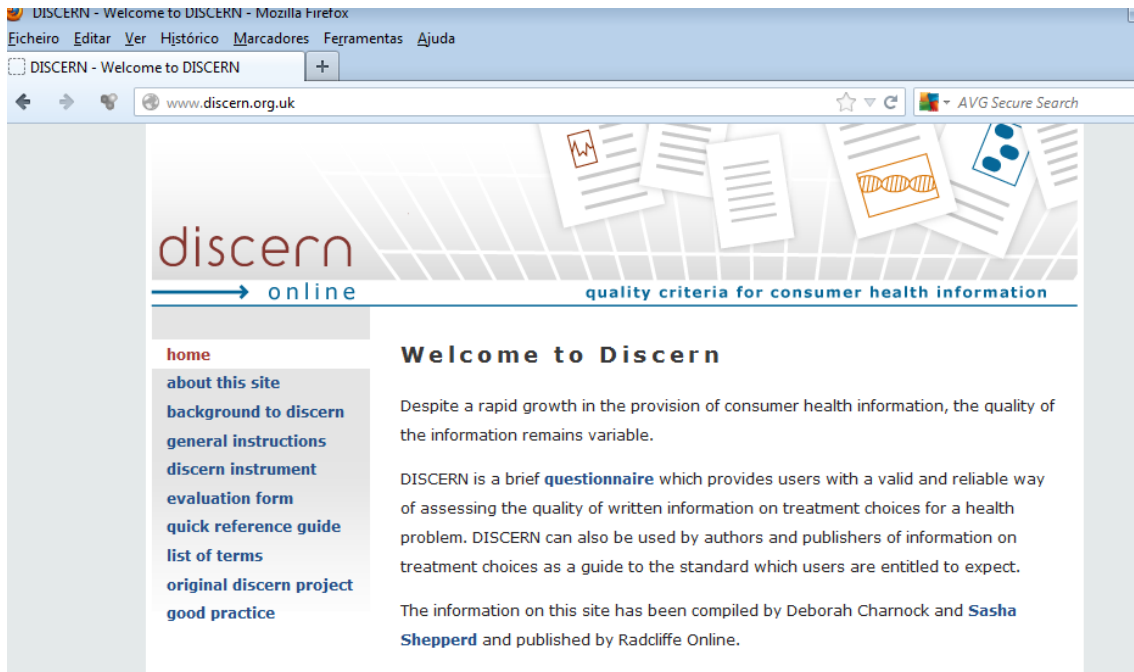 DISCERN - Welcome to DISCERN - Mozilla Firefox
Ficheiro Editar Ver Histórico Marcadores Ferramentas Ajuda
DISCERN - Welcome to DISCERN
www.discern.org.uk
AVG Secure Search
discern
online
quality criteria for consumer health information
home
about this site
background to discern
general instructions
discern instrument
evaluation form
quick reference guide
list of terms
original discern project
good practice
Welcome to Discern
Despite a rapid growth in the provision of consumer health information, the quality of
the information remains variable.
DISCERN is a brief questionnaire which provides users with a valid and reliable way
of assessing the quality of written information on treatment choices for a health
problem. DISCERN can also be used by authors and publishers of information on
treatment choices as a guide to the standard which users are entitled to expect.
The information on this site has been compiled by Deborah Charnock and Sasha
Shepperd and published by Radcliffe Online.